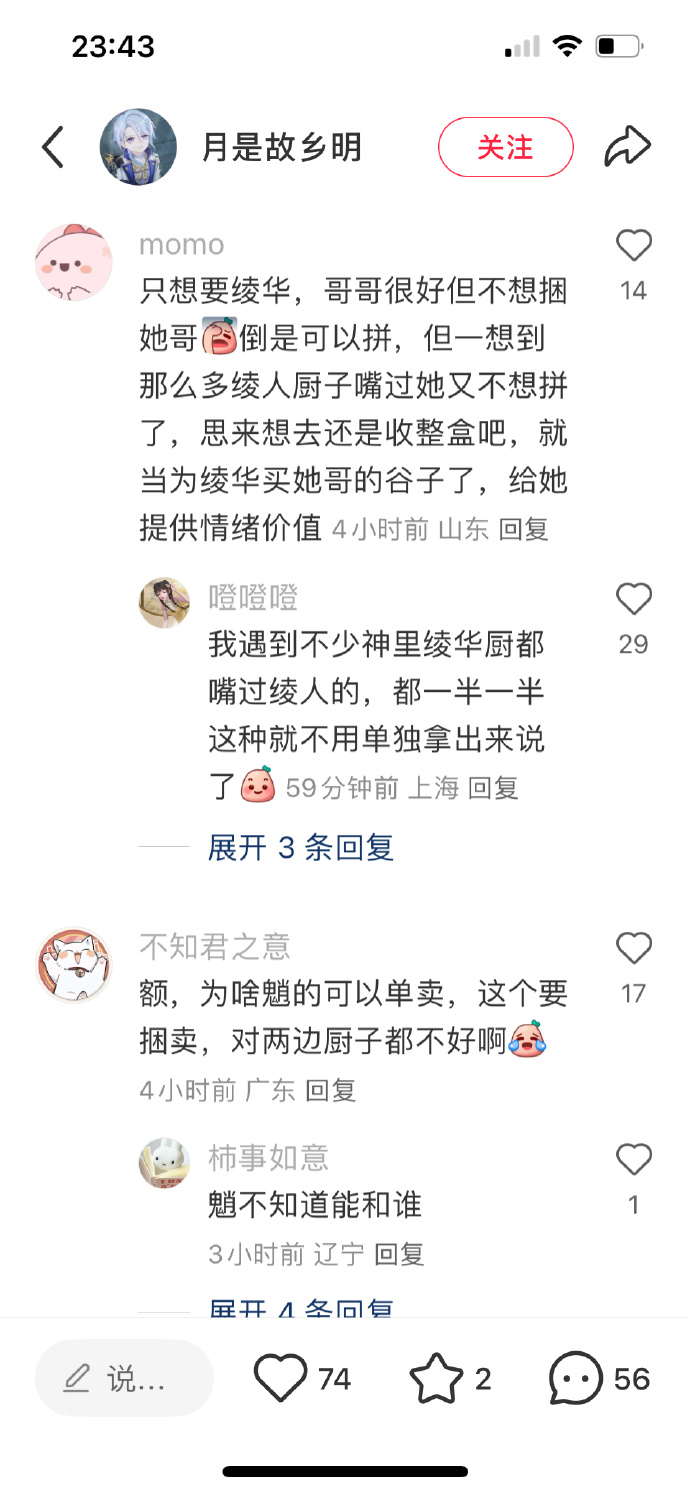 23:43
月是故乡明
关注
momo
只想要绫华，哥哥很好但不想捆
她哥倒是可以拼，但一想到
那么多绫人厨子嘴过她又不想拼
了，思来想去还是收整盒吧，就
当为绫华买她哥的谷子了，给她
提供情绪价值 4小时前 山东 回复
14
噔噔噔
我遇到不少神里绫华厨都
嘴过绫人的，都一半一半
这种就不用单独拿出来说
了 59分钟前 上海 回复
29
展开 3 条回复
不知君之意
额，为啥魈的可以单卖，这个要
捆卖，对两边厨子都不好啊
4小时前 广东 回复
17
柿事如意
魈不知道能和谁
3小时前 辽宁 回复
1
展开 4 条回复
说...
74
2
56